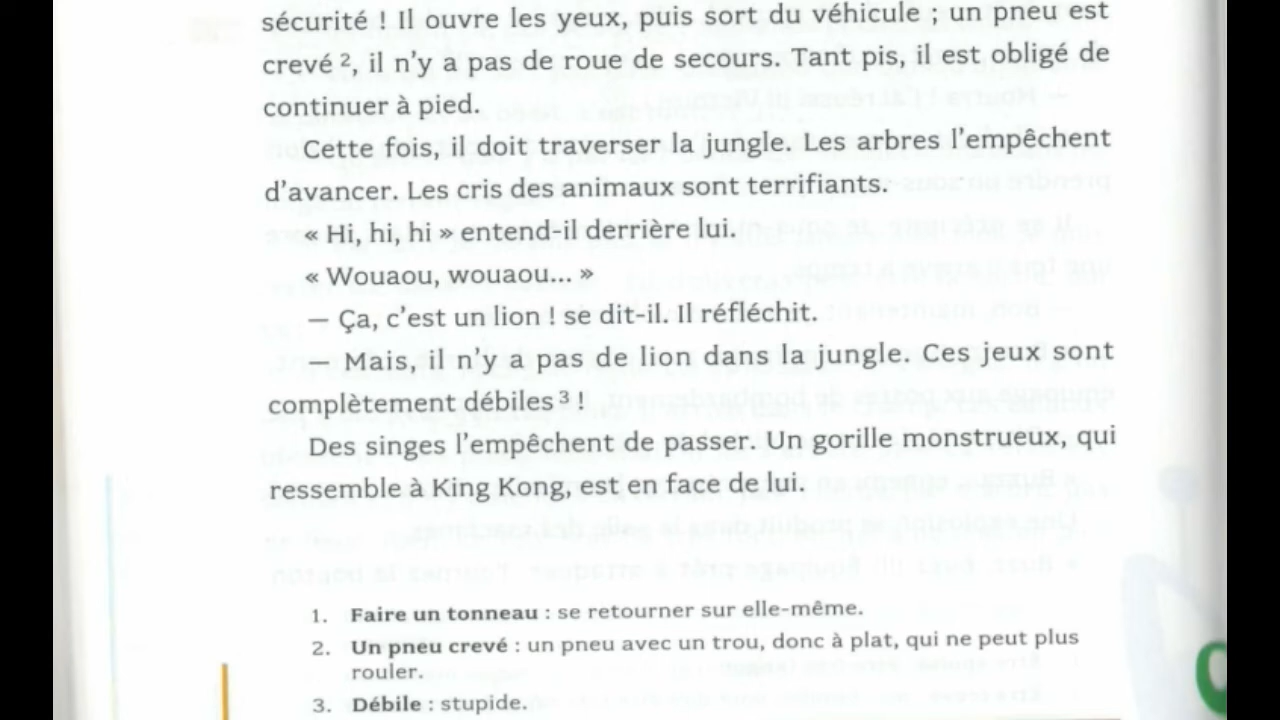 sécurité ! Il ouvre les yeux, puis sort du véhicule ; un pneu est
crevé ², il n’y a pas de roue de secours. Tant pis, il est obligé de
continuer à pied.
Cette fois, il doit traverser la jungle. Les arbres l’empêchent
d’avancer. Les cris des animaux sont terrifiants.
« Hi, hi, hi » entend-il derrière lui.
« Wouaou, wouaou... »
— Ça, c’est un lion ! se dit-il. Il réfléchit.
— Mais, il n’y a pas de lion dans la jungle. Ces jeux sont
complètement débiles ³ !
Des singes l’empêchent de passer. Un gorille monstrueux, qui
ressemble à King Kong, est en face de lui.
1. Faire un tonneau : se retourner sur elle-même.
2. Un pneu crevé : un pneu avec un trou, donc à plat, qui ne peut plus
rouler.
3. Débile : stupide.